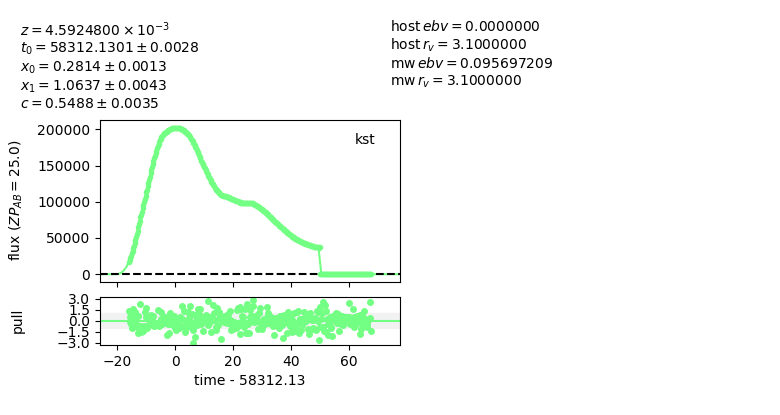 z = 4.5924800 × 10⁻³
t₀ = 58312.1301 ± 0.0028
x₀ = 0.2814 ± 0.0013
x₁ = 1.0637 ± 0.0043
c = 0.5488 ± 0.0035
host ebv = 0.0000000
host r_v = 3.1000000
mw ebv = 0.095697209
mw r_v = 3.1000000
kst
flux (ZP_AB = 25.0)
200000
150000
100000
50000
0
pull
3.0
1.5
0.0
−1.5
−3.0
−20 0 20 40 60
time - 58312.13